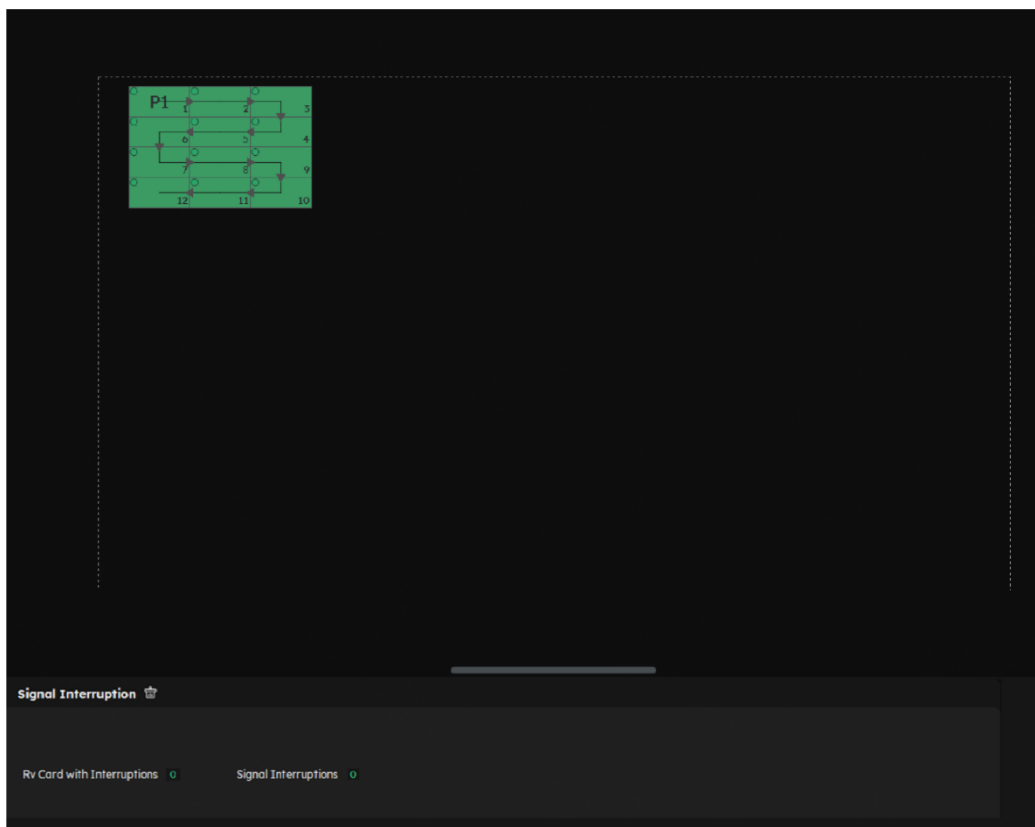 P1 1 2 3
6 5 4
7 8 9
12 11 10
Signal Interruption
Rv Card with Interruptions 0 Signal Interruptions 0